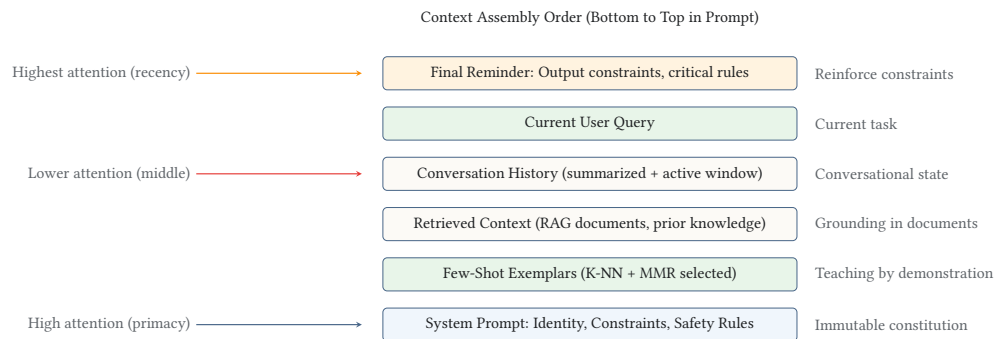 Context Assembly Order (Bottom to Top in Prompt)
Highest attention (recency) Final Reminder: Output constraints, critical rules Reinforce constraints
Current User Query Current task
Lower attention (middle) Conversation History (summarized + active window) Conversational state
Retrieved Context (RAG documents, prior knowledge) Grounding in documents
Few-Shot Exemplars (K-NN + MMR selected) Teaching by demonstration
High attention (primacy) System Prompt: Identity, Constraints, Safety Rules Immutable constitution